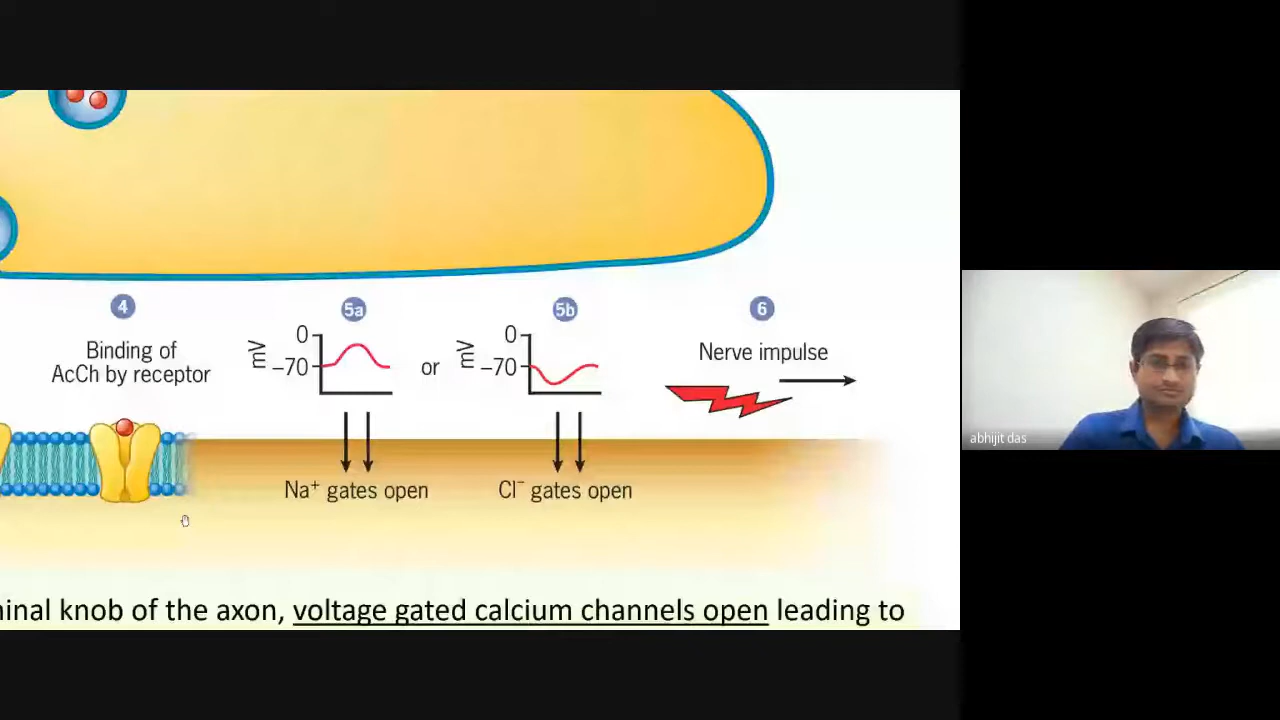 4
Binding of
AcCh by receptor
5a
mV
0
–70
Na⁺ gates open
or
5b
mV
0
–70
Cl⁻ gates open
6
Nerve impulse
abhijit das
inal knob of the axon, voltage gated calcium channels open leading to